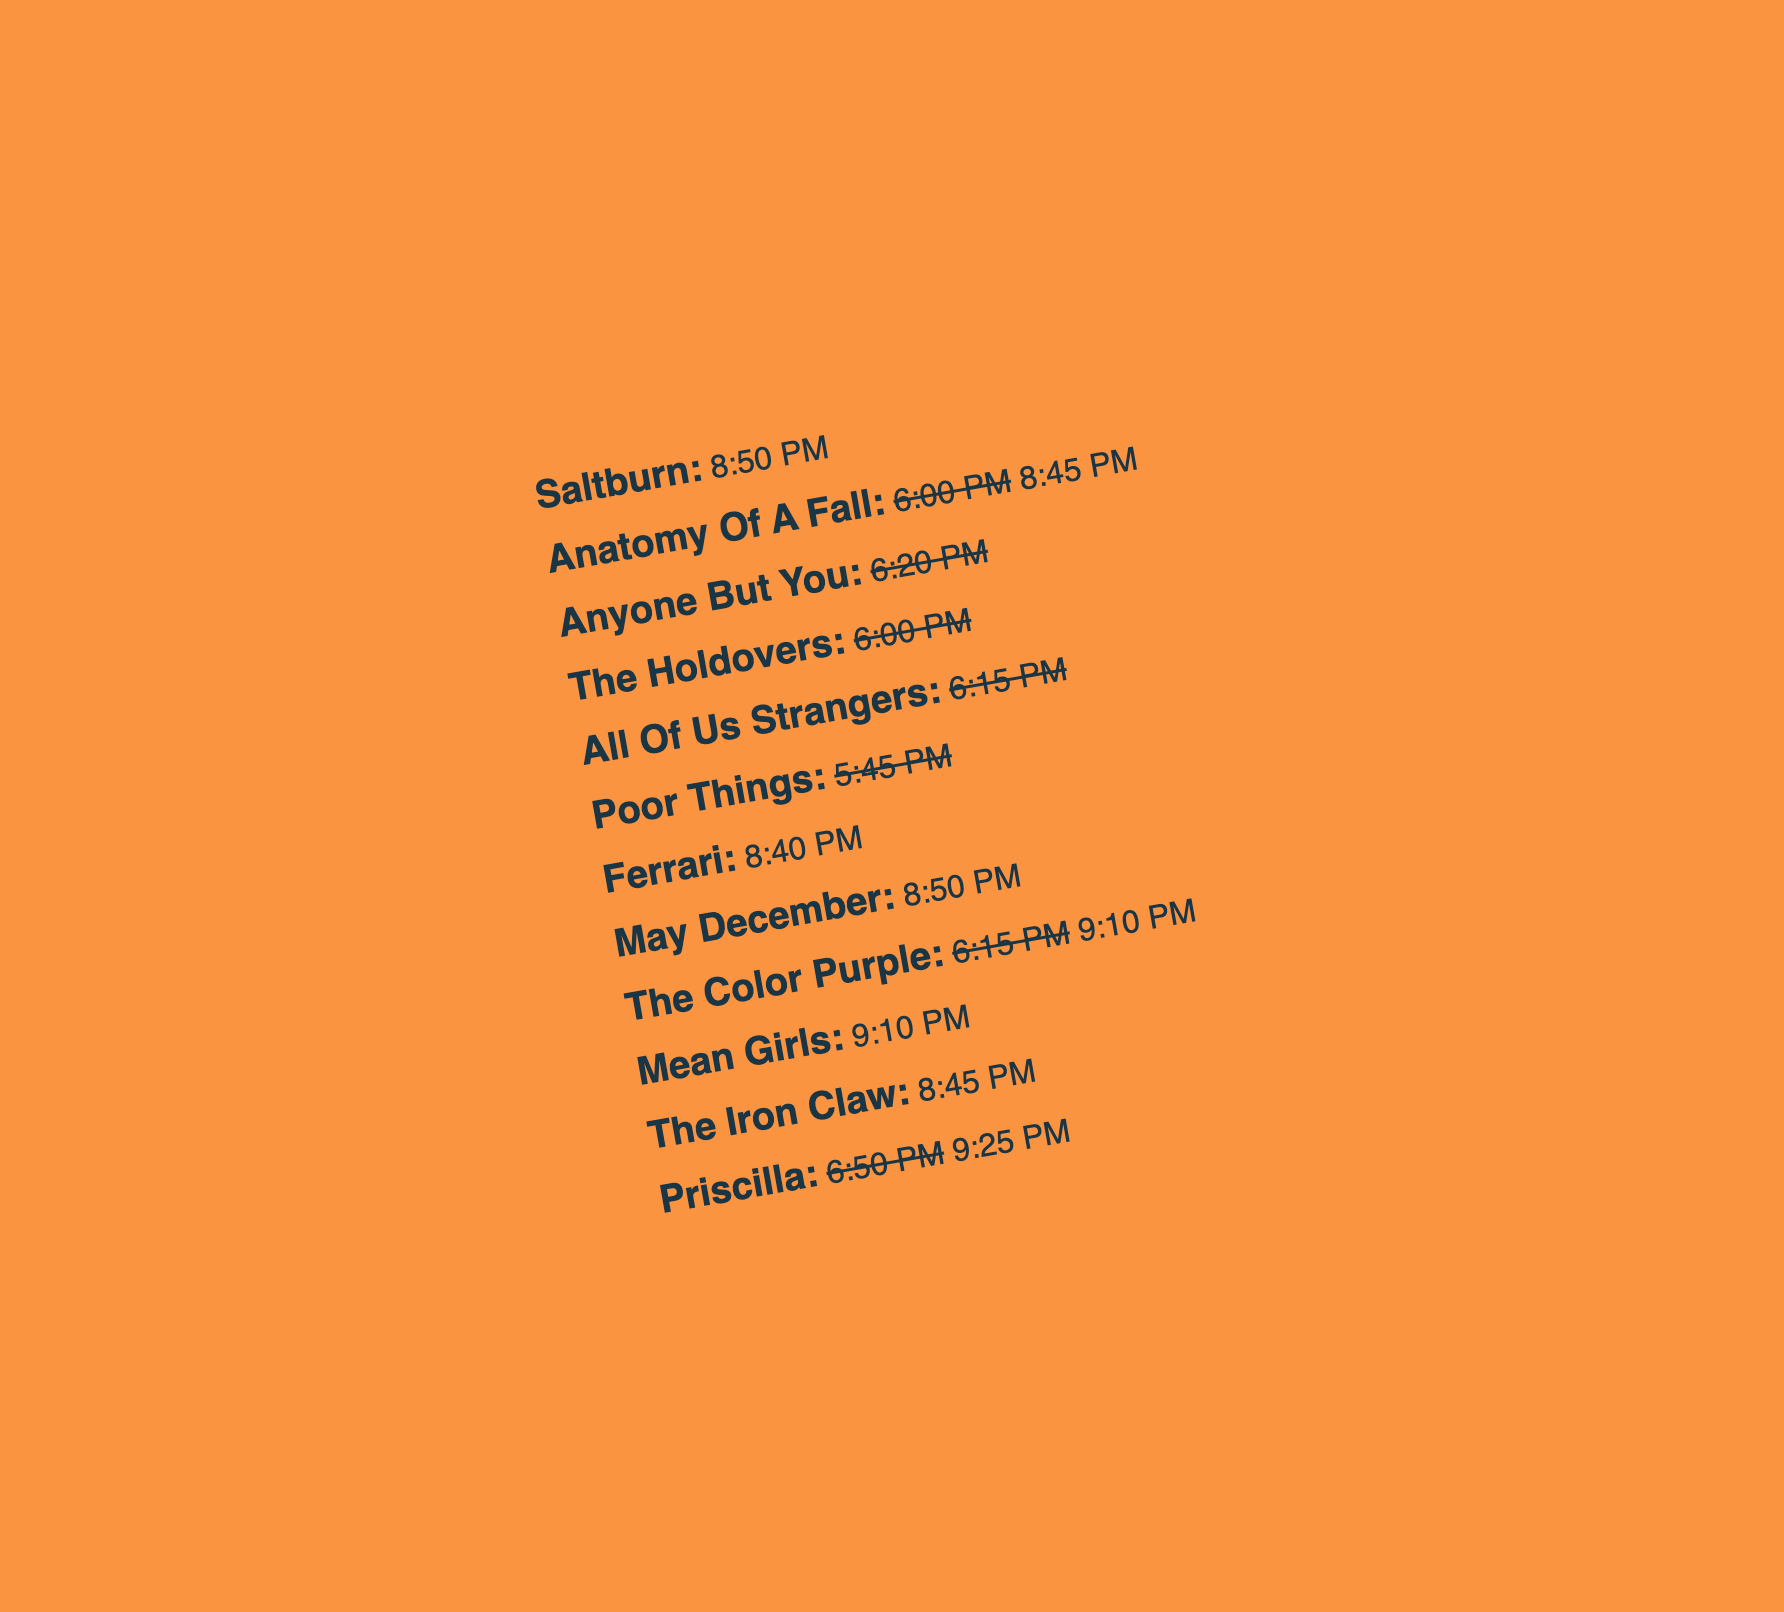 Saltburn: 8:50 PM
Anatomy Of A Fall: 6:00 PM 8:45 PM
Anyone But You: 6:20 PM
The Holdovers: 6:00 PM
All Of Us Strangers: 6:15 PM
Poor Things: 5:45 PM
Ferrari: 8:40 PM
May December: 8:50 PM
The Color Purple: 6:15 PM 9:10 PM
Mean Girls: 9:10 PM
The Iron Claw: 8:45 PM
Priscilla: 6:50 PM 9:25 PM